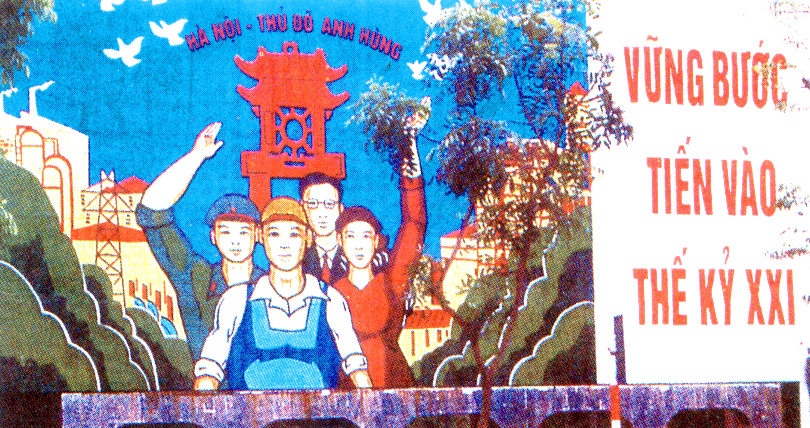 HÀ NỘI - THỦ ĐÔ ANH HÙNG
VỮNG BƯỚC
TIẾN VÀO
THẾ KỶ XXI